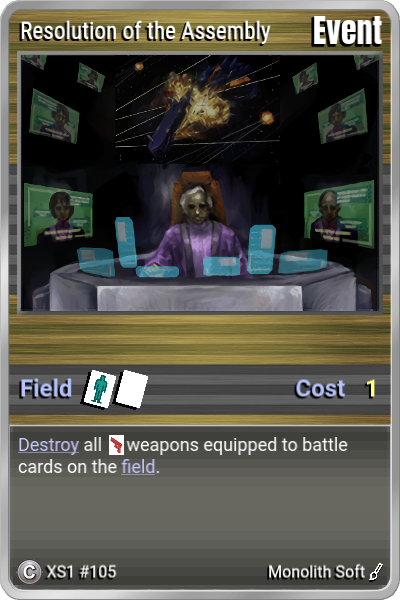 Resolution of the Assembly
Event
Field
Cost 1
Destroy all weapons equipped to battle
cards on the field.
C XS1 #105
Monolith Soft